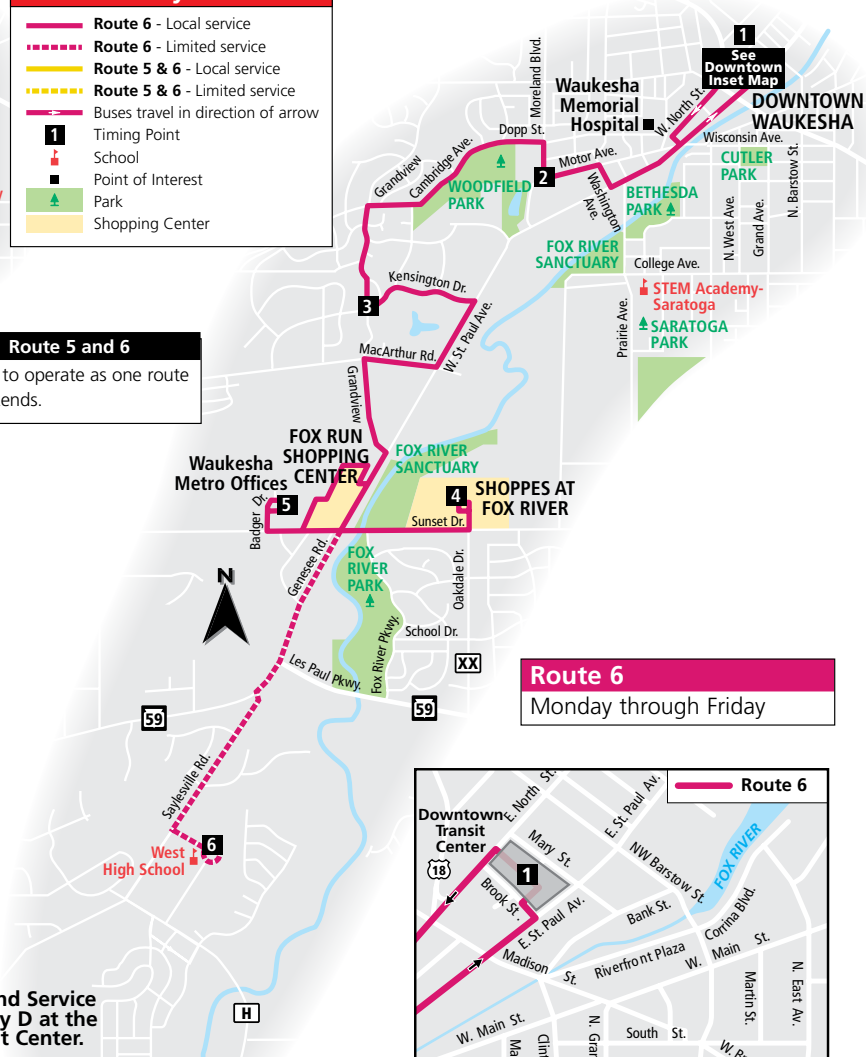 Route 6 - Local service
Route 6 - Limited service
Route 5 & 6 - Local service
Route 5 & 6 - Limited service
Buses travel in direction of arrow
1 Timing Point
School
Point of Interest
Park
Shopping Center
Route 5 and 6
to operate as one route
ends.
1
See
Downtown
Inset Map
DOWNTOWN
WAUKESHA
Moreland Blvd.
Waukesha
Memorial
Hospital
W. North St.
Wisconsin Ave.
Dopp St.
Motor Ave.
CUTLER
PARK
N. Barstow St.
Grandview
Cambridge Ave.
WOODFIELD
PARK
2
Washington
Ave.
BETHESDA
PARK
N. West Ave.
Grand Ave.
FOX RIVER
SANCTUARY
College Ave.
Kensington Dr.
STEM Academy-
Saratoga
3
SARATOGA
PARK
Prairie Ave.
W. St. Paul Ave.
MacArthur Rd.
Grandview
FOX RUN
SHOPPING
CENTER
FOX RIVER
SANCTUARY
Waukesha
Metro Offices
5
4
SHOPPES AT
FOX RIVER
Badger Dr.
Sunset Dr.
Genesee Rd.
FOX
RIVER
PARK
Oakdale Dr.
N
School Dr.
Fox River Pkwy.
Les Paul Pkwy.
XX
59
59
Route 6
Monday through Friday
Saylesville Rd.
6
West
High School
H
nd Service
y D at the
t Center.
Route 6
Downtown
Transit
Center
18
E. North St.
E. St. Paul Av.
Mary St.
1
NW Barstow St.
FOX RIVER
Brook St.
E. St. Paul Av.
Bank St.
Corrina Blvd.
Madison St.
Riverfront Plaza
W. Main St.
Martin St.
N. East Av.
W. Main St.
N. Gran
South St.
Clint
Ma